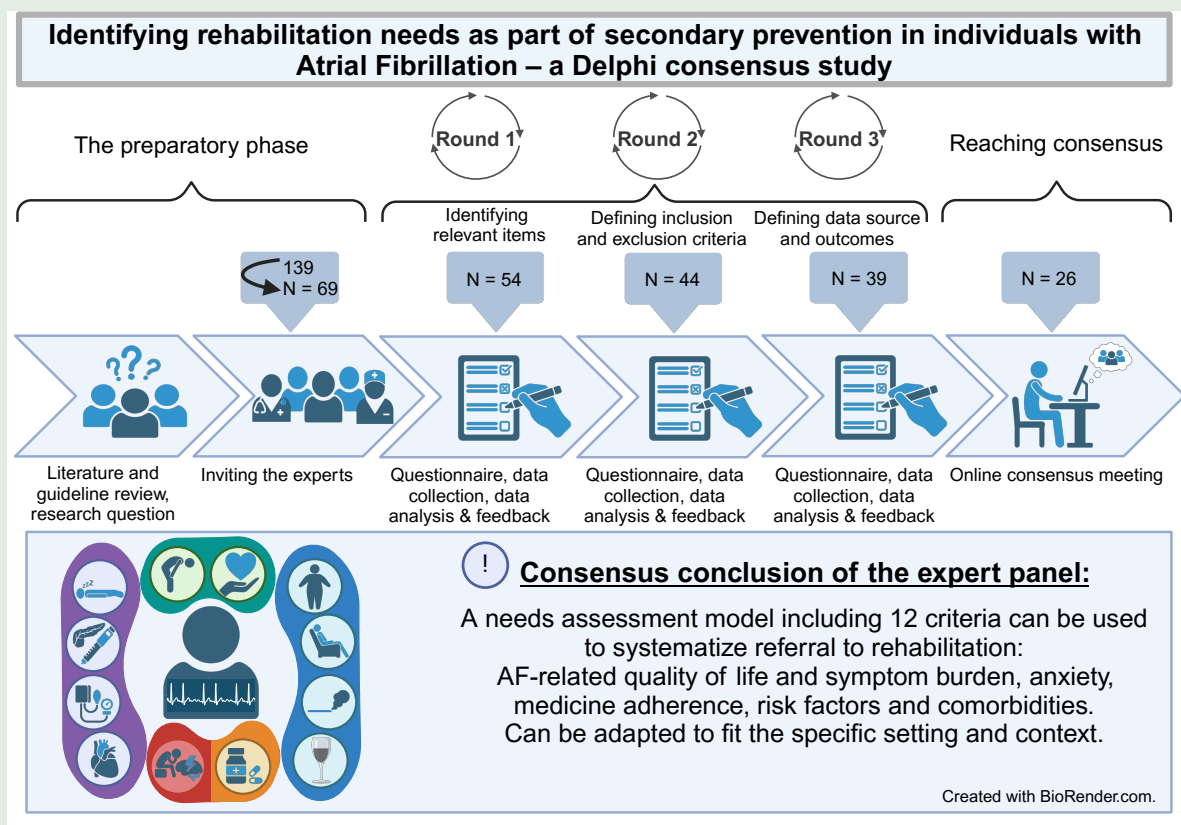 Identifying rehabilitation needs as part of secondary prevention in individuals with
Atrial Fibrillation – a Delphi consensus study
The preparatory phase
Round 1
Round 2
Round 3
Reaching consensus
Identifying
relevant items
Defining inclusion
and exclusion criteria
Defining data source
and outcomes
139
N = 69
N = 54
N = 44
N = 39
N = 26
???
Literature and
guideline review,
research question
Inviting the experts
Questionnaire, data
collection, data
analysis & feedback
Questionnaire, data
collection, data
analysis & feedback
Questionnaire, data
collection, data
analysis & feedback
Online consensus meeting
zzZ
!
Consensus conclusion of the expert panel:
A needs assessment model including 12 criteria can be used
to systematize referral to rehabilitation:
AF-related quality of life and symptom burden, anxiety,
medicine adherence, risk factors and comorbidities.
Can be adapted to fit the specific setting and context.
Created with BioRender.com.